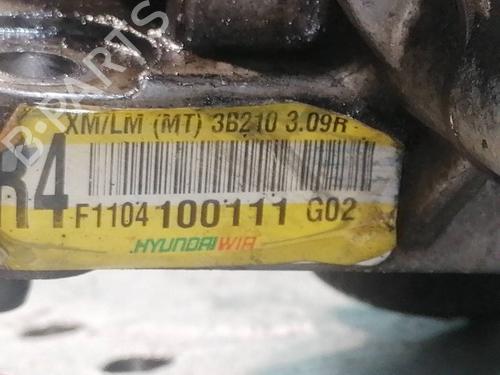 XM/LM (MT) 3B210 3.09R
R4
F1104 100111 G02
HYUNDAI WIA
B-PARTS